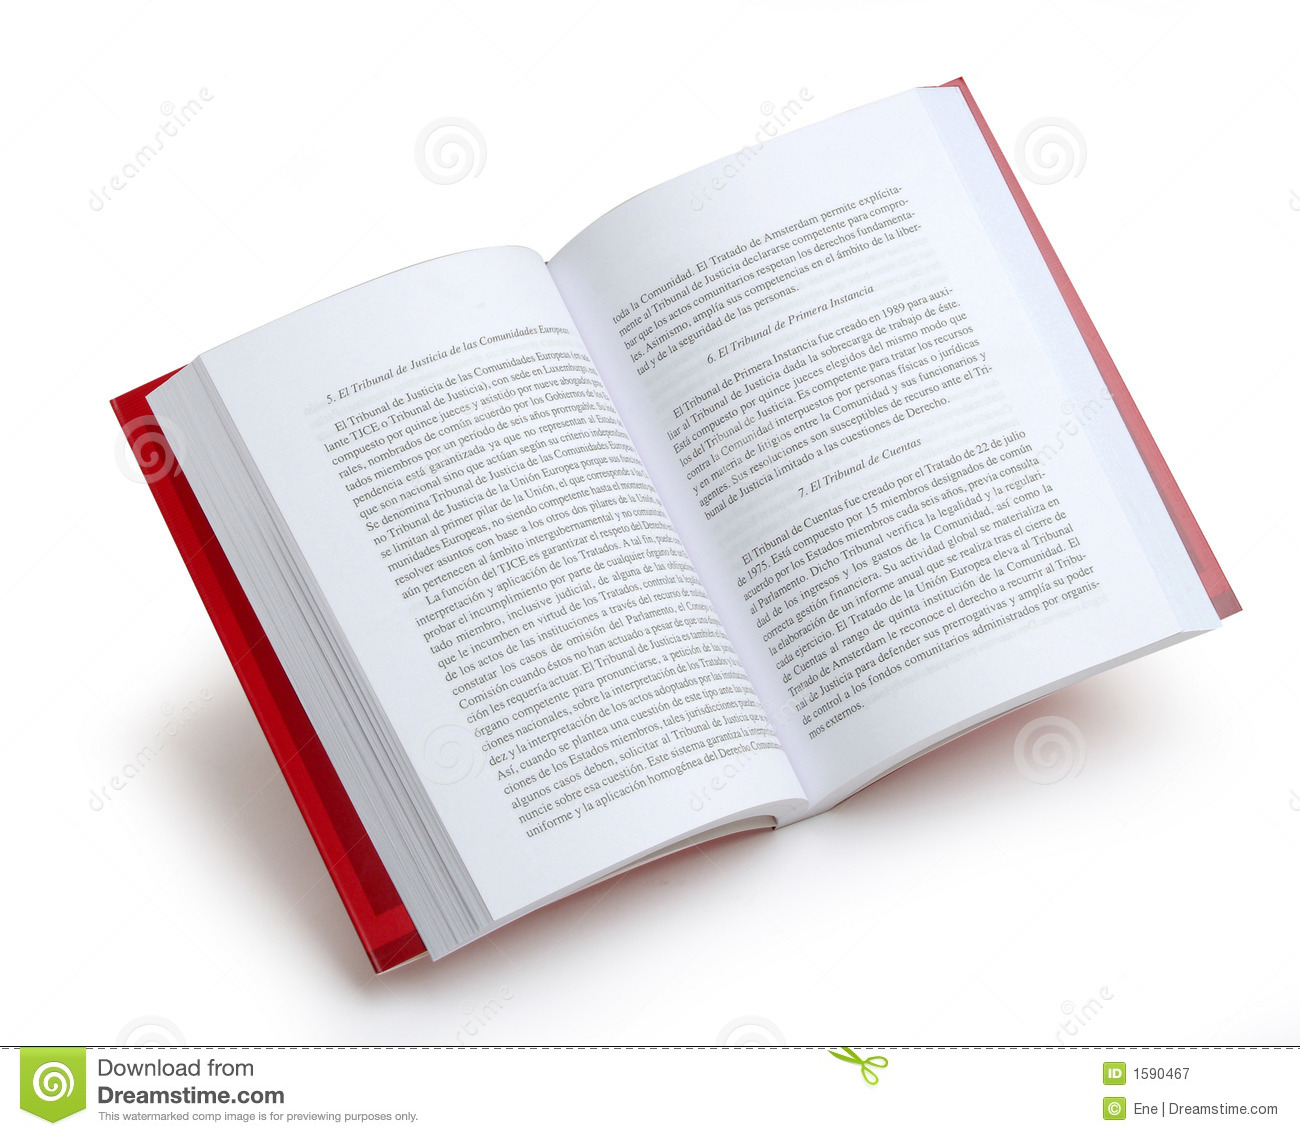 5. El Tribunal de Justicia de las Comunidades Europeas
El Tribunal de Justicia de las Comunidades Europeas (en ade-
lante TJCE o Tribunal de Justicia), con sede en Luxemburgo,
compuesto por quince jueces y asistido por nueve abogados
rales, nombrados de común acuerdo por los Gobiernos de los
tados miembros por un período de seis años prorrogable. Su
pendencia está garantizada ya que no representan al Estado
que son nacional sino que actúan según su criterio
Se denomina Tribunal de Justicia de las Comunidades
no Tribunal de Justicia de la Unión Europea porque sus
se limitan al primer pilar de la Unión, el que corresponde a las
munidades Europeas, no siendo competente hasta el momento
resolver asuntos con base a los otros dos pilares de la Unión,
aún pertenecen al ámbito intergubernamental y no
La función del TJCE es garantizar el respeto del Derecho
interpretación y aplicación de los Tratados. A tal fin, puede
probar el incumplimiento por parte de cualquier órgano
tado miembro, inclusive judicial, de alguna de las
que le incumben en virtud de los Tratados, controlar la
de los actos de las instituciones a través del recurso de
constatar los casos de omisión del Parlamento, el Consejo
Comisión cuando éstos no han actuado a pesar de que una
ción les requería actuar. El Tribunal de Justicia es también
órgano competente para pronunciarse, a petición de las
ciones nacionales, sobre la interpretación de los Tratados y la
dez y la interpretación de los actos adoptados por las
Así, cuando se plantea una cuestión de este tipo ante las
ciones de los Estados miembros, tales jurisdicciones pueden,
algunos casos deben, solicitar al Tribunal de Justicia que
nuncie sobre esa cuestión. Este sistema garantiza la interpretación
uniforme y la aplicación homogénea del Derecho
toda la Comunidad. El Tratado de Amsterdam permite explícita-
mente al Tribunal de Justicia declararse competente para compro-
bar que los actos comunitarios respetan los derechos fundamenta-
les. Asimismo, amplía sus competencias en el ámbito de la liber-
tad y de la seguridad de las personas.
6. El Tribunal de Primera Instancia
El Tribunal de Primera Instancia fue creado en 1989 para auxi-
liar al Tribunal de Justicia dada la sobrecarga de trabajo de éste.
Está compuesto por quince jueces elegidos del mismo modo que
los del Tribunal de Justicia. Es competente para tratar los recursos
contra la Comunidad interpuestos por personas físicas o jurídicas
y en materia de litigios entre la Comunidad y sus funcionarios y
agentes. Sus resoluciones son susceptibles de recurso ante el Tri-
bunal de Justicia limitado a las cuestiones de Derecho.
7. El Tribunal de Cuentas
El Tribunal de Cuentas fue creado por el Tratado de 22 de julio
de 1975. Está compuesto por 15 miembros designados de común
acuerdo por los Estados miembros cada seis años, previa consulta
al Parlamento. Dicho Tribunal verifica la legalidad y la regulari-
dad de los ingresos y los gastos de la Comunidad, así como la
correcta gestión financiera. Su actividad global se materializa en
la elaboración de un informe anual que se realiza tras el cierre de
cada ejercicio. El Tratado de la Unión Europea eleva al Tribunal
de Cuentas al rango de quinta institución de la Comunidad. El
Tratado de Amsterdam le reconoce el derecho a recurrir al Tribu-
nal de Justicia para defender sus prerrogativas y amplía su poder
de control a los fondos comunitarios administrados por organis-
mos externos.
dreamstime
Download from
Dreamstime.com
This watermarked comp image is for previewing purposes only.
ID 1590467
© Ene | Dreamstime.com